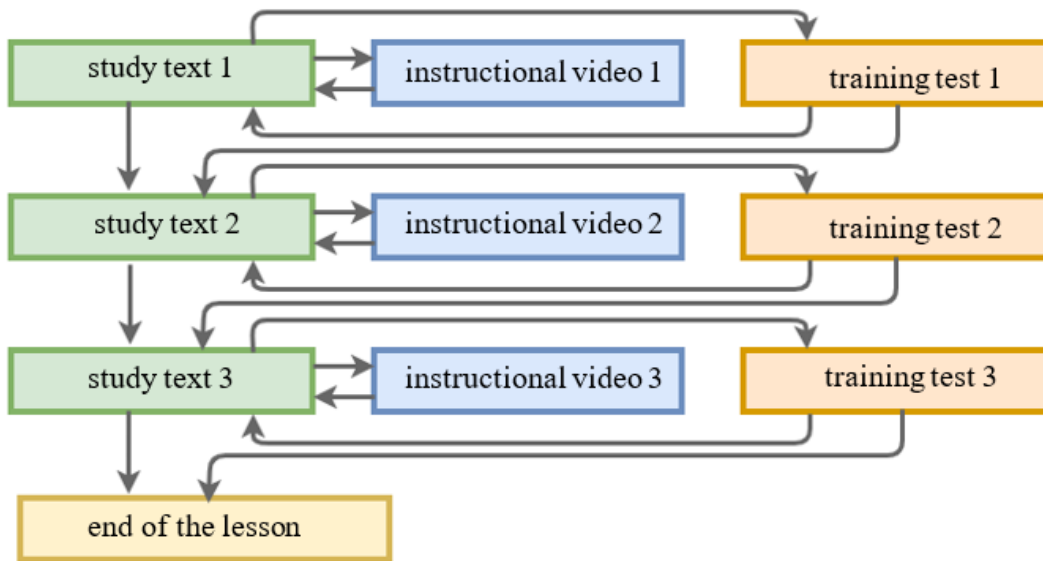 study text 1
instructional video 1
training test 1
study text 2
instructional video 2
training test 2
study text 3
instructional video 3
training test 3
end of the lesson